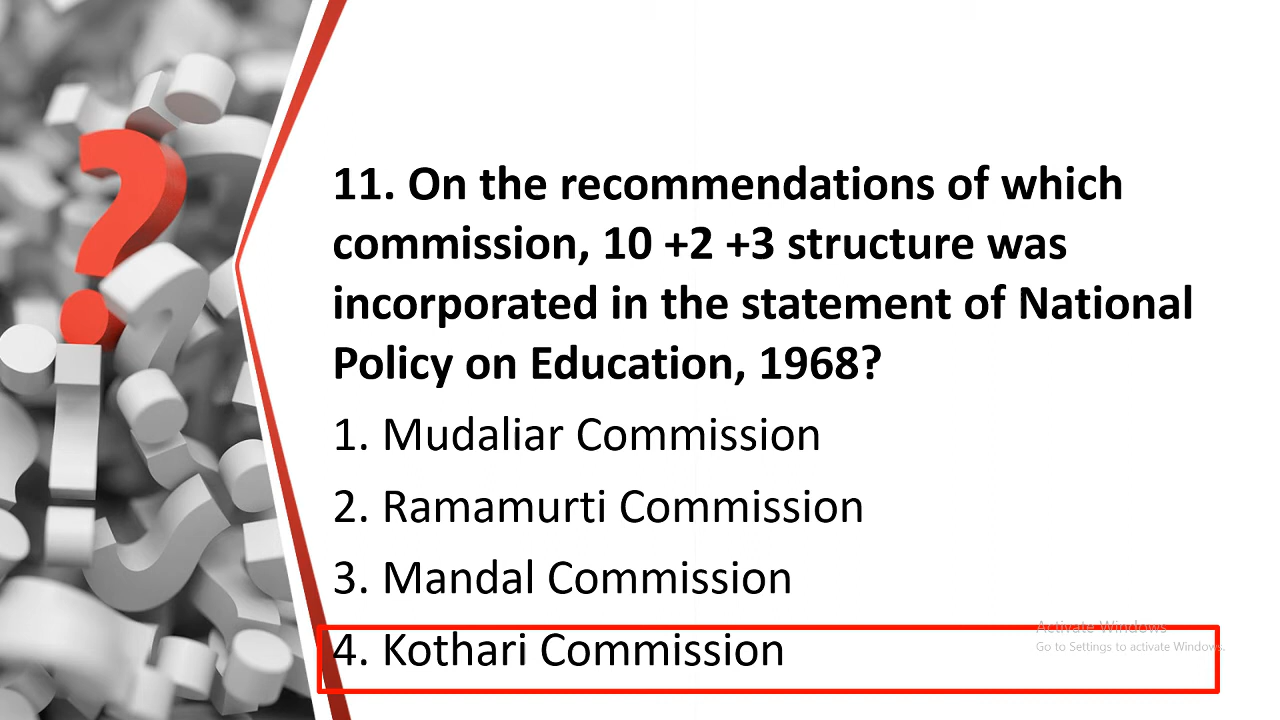 11. On the recommendations of which
commission, 10 +2 +3 structure was
incorporated in the statement of National
Policy on Education, 1968?
1. Mudaliar Commission
2. Ramamurti Commission
3. Mandal Commission
4. Kothari Commission
Activate Windows
Go to Settings to activate Windows.